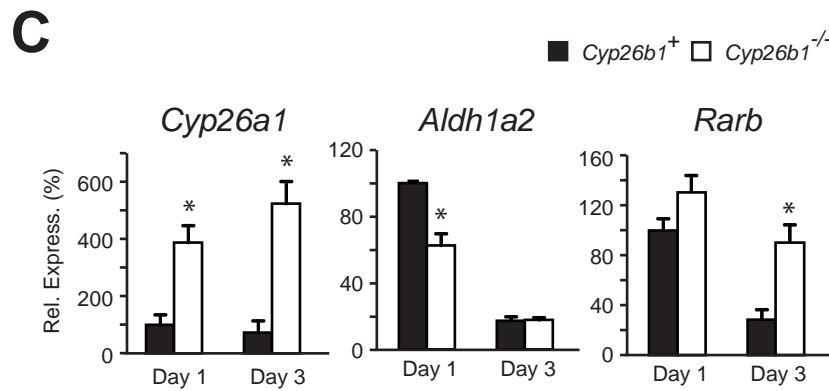 C
Cyp26b1+ Cyp26b1-/-
Cyp26a1 Aldh1a2 Rarb
Rel. Express. (%)
600
400
200
0
* *
Day 1 Day 3
120
80
40
0
*
Day 1 Day 3
160
120
80
40
0
*
Day 1 Day 3